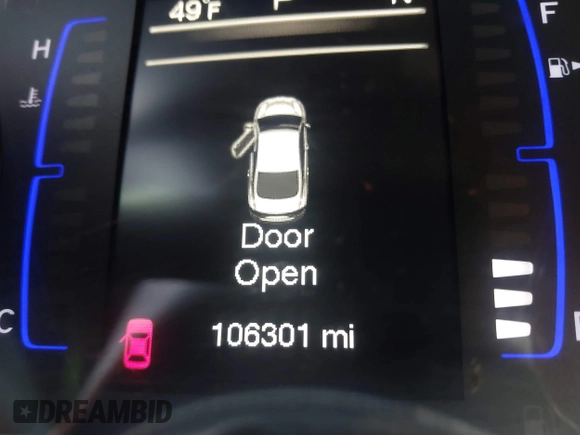 49°F
H
F
Door
Open
106301 mi
C
DREAMBID